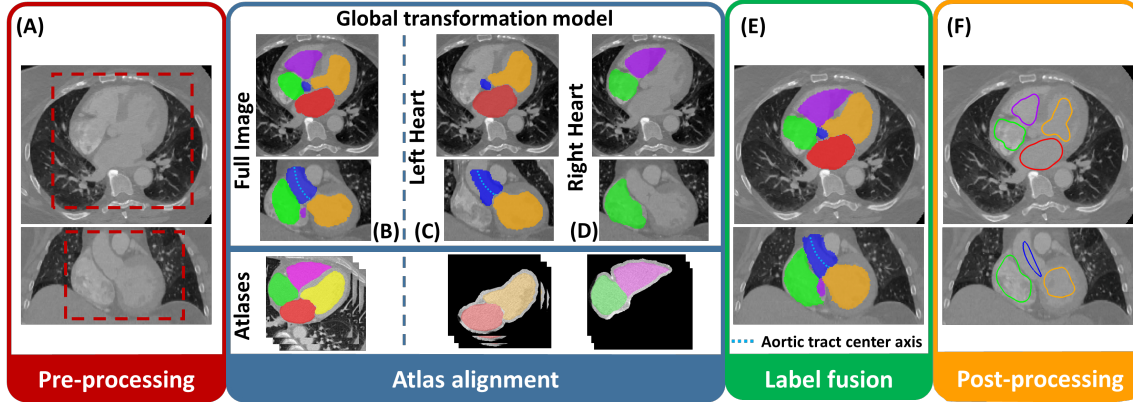 (A)
Global transformation model
Full Image
Left Heart
Right Heart
(B)
(C)
(D)
Atlases
(E)
Aortic tract center axis
(F)
Pre-processing
Atlas alignment
Label fusion
Post-processing